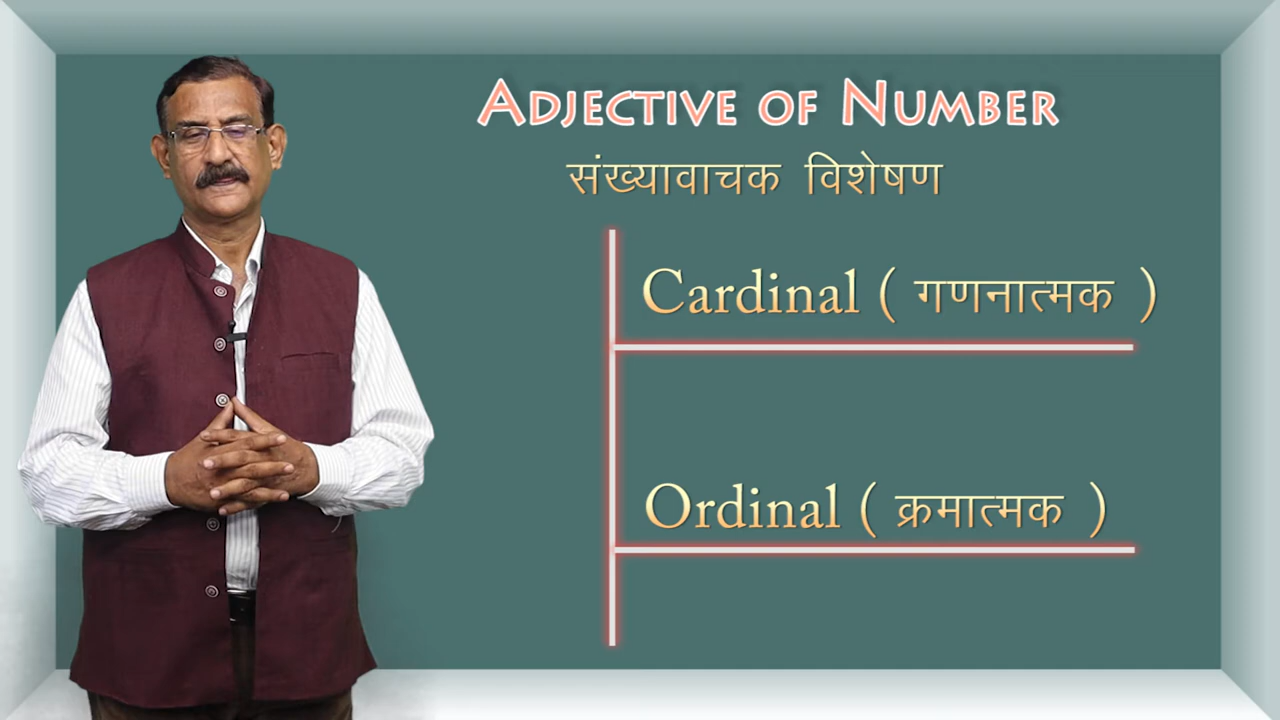 ADJECTIVE OF NUMBER
संख्यावाचक विशेषण
Cardinal ( गणनात्मक )
Ordinal ( क्रमात्मक )